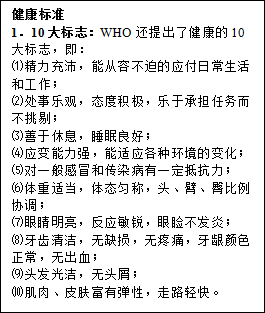 健康标准
1．10大标志：WHO还提出了健康的10
大标志，即：
⑴精力充沛，能从容不迫的应付日常生活
和工作；
⑵处事乐观，态度积极，乐于承担任务而
不挑剔；
⑶善于休息，睡眠良好；
⑷应变能力强，能适应各种环境的变化；
⑸对一般感冒和传染病有一定抵抗力；
⑹体重适当，体态匀称，头、臂、臀比例
协调；
⑺眼睛明亮，反应敏锐，眼睑不发炎；
⑻牙齿清洁，无缺损，无疼痛，牙龈颜色
正常，无出血；
⑼头发光洁，无头屑；
⑽肌肉、皮肤富有弹性，走路轻快。